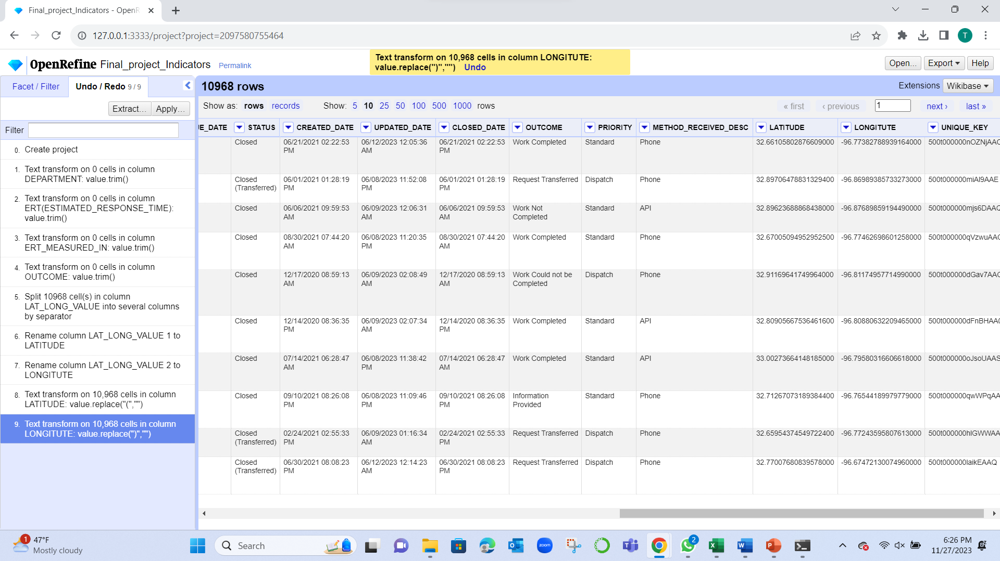 Final_project_Indicators - OpenR
127.0.0.1:3333/project?project=2097580755464
T
OpenRefine Final_project_Indicators Permalink
Text transform on 10,968 cells in column LONGITUTE:
value.replace(")","") Undo
Open... Export Help
Facet / Filter Undo / Redo 9 / 9
10968 rows
Extensions Wikibase
Extract... Apply...
Show as: rows records Show: 5 10 25 50 100 500 1000 rows
« first ‹ previous 1 next › last »
Filter
0. Create project
1. Text transform on 0 cells in column
DEPARTMENT: value.trim()
2. Text transform on 0 cells in column
ERT(ESTIMATED_RESPONSE_TIME):
value.trim()
3. Text transform on 0 cells in column
ERT_MEASURED_IN: value.trim()
4. Text transform on 0 cells in column
OUTCOME: value.trim()
5. Split 10968 cell(s) in column
LAT_LONG_VALUE into several columns
by separator
6. Rename column LAT_LONG_VALUE 1 to
LATITUDE
7. Rename column LAT_LONG_VALUE 2 to
LONGITUTE
8. Text transform on 10,968 cells in column
LATITUDE: value.replace("(","")
9. Text transform on 10,968 cells in column
LONGITUTE: value.replace(")","")
E_DATE STATUS CREATED_DATE UPDATED_DATE CLOSED_DATE OUTCOME PRIORITY METHOD_RECEIVED_DESC LATITUDE LONGITUTE UNIQUE_KEY
Closed 06/21/2021 02:22:53 06/12/2023 12:05:36 06/21/2021 02:22:53 Work Completed Standard Phone 32.66105802876609000 -96.77382788939164000 500t000000nOZNjAAO
PM AM PM
Closed 06/01/2021 01:28:19 06/08/2023 11:52:08 06/01/2021 01:28:19 Request Transferred Dispatch Phone 32.89706478831329400 -96.86989385733273000 500t000000miAI9AAE
(Transferred) PM PM PM
Closed 06/06/2021 09:59:53 06/09/2023 12:06:31 06/06/2021 09:59:53 Work Not Standard API 32.89623688868438000 -96.87689859194490000 500t000000mjs6DAAQ
AM AM AM Completed
Closed 08/30/2021 07:44:20 06/08/2023 11:20:35 08/30/2021 07:44:20 Work Completed Standard Phone 32.67005094952952500 -96.77462698601258000 500t000000qVzwuAAC
AM PM AM
Closed 12/17/2020 08:59:13 06/09/2023 02:08:49 12/17/2020 08:59:13 Work Could not be Dispatch Phone 32.91169641749964000 -96.81174957714990000 500t000000dGav7AAC
AM AM AM Completed
Closed 12/14/2020 08:36:35 06/09/2023 02:07:34 12/14/2020 08:36:35 Work Completed Standard API 32.80905667536461600 -96.80880632209465000 500t000000dFnBHAA
PM AM PM
Closed 07/14/2021 06:28:47 06/08/2023 11:38:42 07/14/2021 06:28:47 Work Completed Standard API 33.00273664148185000 -96.79580316606618000 500t000000oJsoUAAS
AM PM AM
Closed 09/10/2021 08:26:08 06/08/2023 11:09:46 09/10/2021 08:26:08 Information Standard Phone 32.71267073189384400 -96.76544189979779000 500t000000qwWPqAA
PM PM PM Provided
Closed 02/24/2021 02:55:33 06/09/2023 01:16:34 02/24/2021 02:55:33 Request Transferred Dispatch Phone 32.65954374549722400 -96.77243595807613000 500t000000hIGWWAA
(Transferred) PM AM PM
Closed 06/30/2021 08:08:23 06/12/2023 12:14:23 06/30/2021 08:08:23 Request Transferred Dispatch Phone 32.77007680839578000 -96.67472130074960000 500t000000laikEAAQ
(Transferred) PM AM PM
1 47°F
Mostly cloudy
Search
zoom
2
6:26 PM
11/27/2023